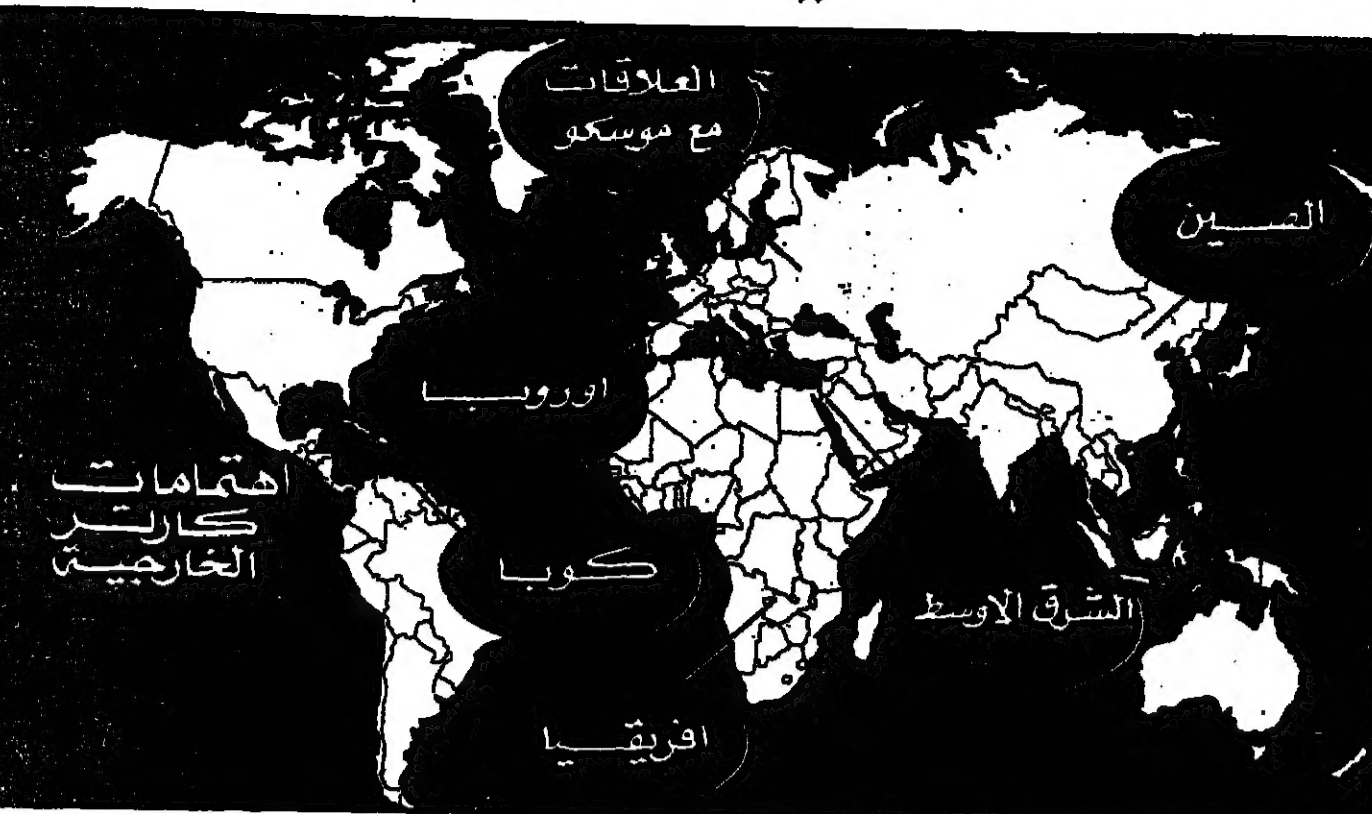 العلاقات
مع موسكو
الصين
اوروبا
اهتمامات
كارتر
الخارجية
كوبا
الشرق الاوسط
افريقيا